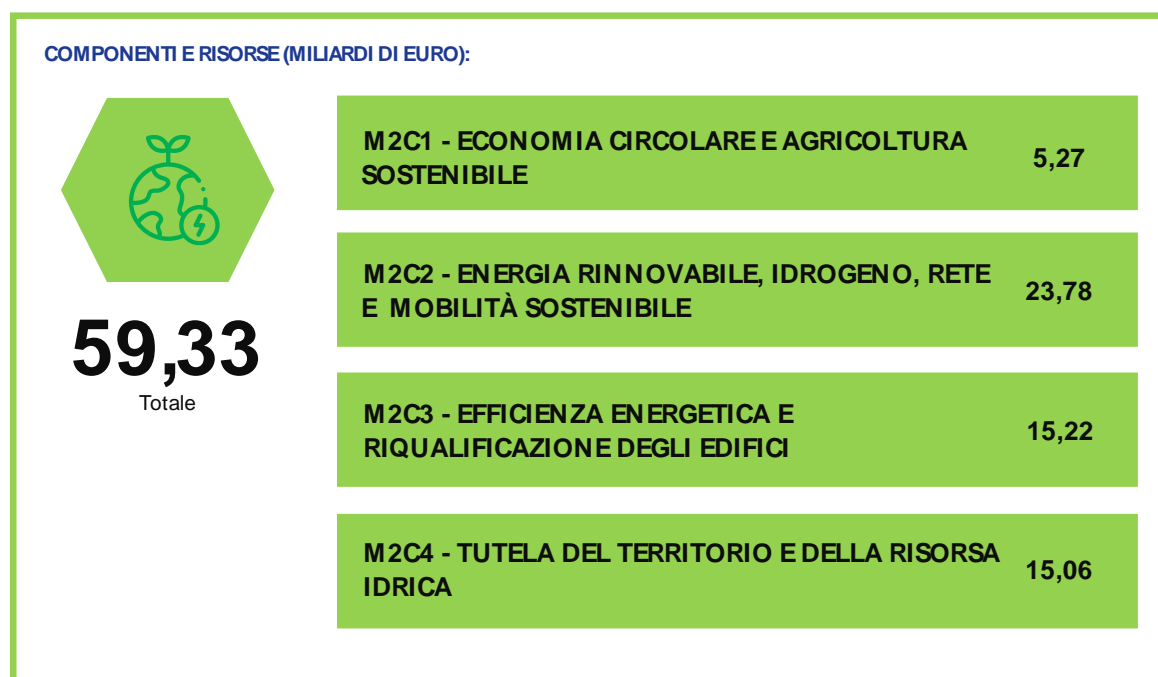 COMPONENTI E RISORSE (MILIARDI DI EURO):
M2C1 - ECONOMIA CIRCOLARE E AGRICOLTURA
SOSTENIBILE
5,27
M2C2 - ENERGIA RINNOVABILE, IDROGENO, RETE
E MOBILITÀ SOSTENIBILE
23,78
59,33
Totale
M2C3 - EFFICIENZA ENERGETICA E
RIQUALIFICAZIONE DEGLI EDIFICI
15,22
M2C4 - TUTELA DEL TERRITORIO E DELLA RISORSA
IDRICA
15,06